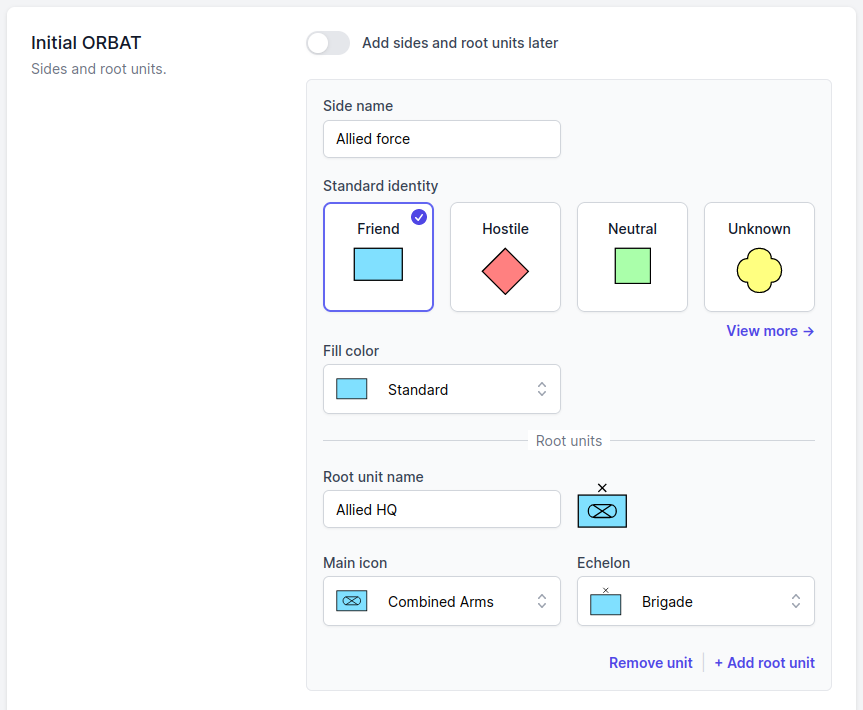 Initial ORBAT
Sides and root units.
Add sides and root units later
Side name
Allied force
Standard identity
Friend
Hostile
Neutral
Unknown
View more →
Fill color
Standard
Root units
Root unit name
Allied HQ
Main icon
Echelon
Combined Arms
Brigade
Remove unit
+ Add root unit